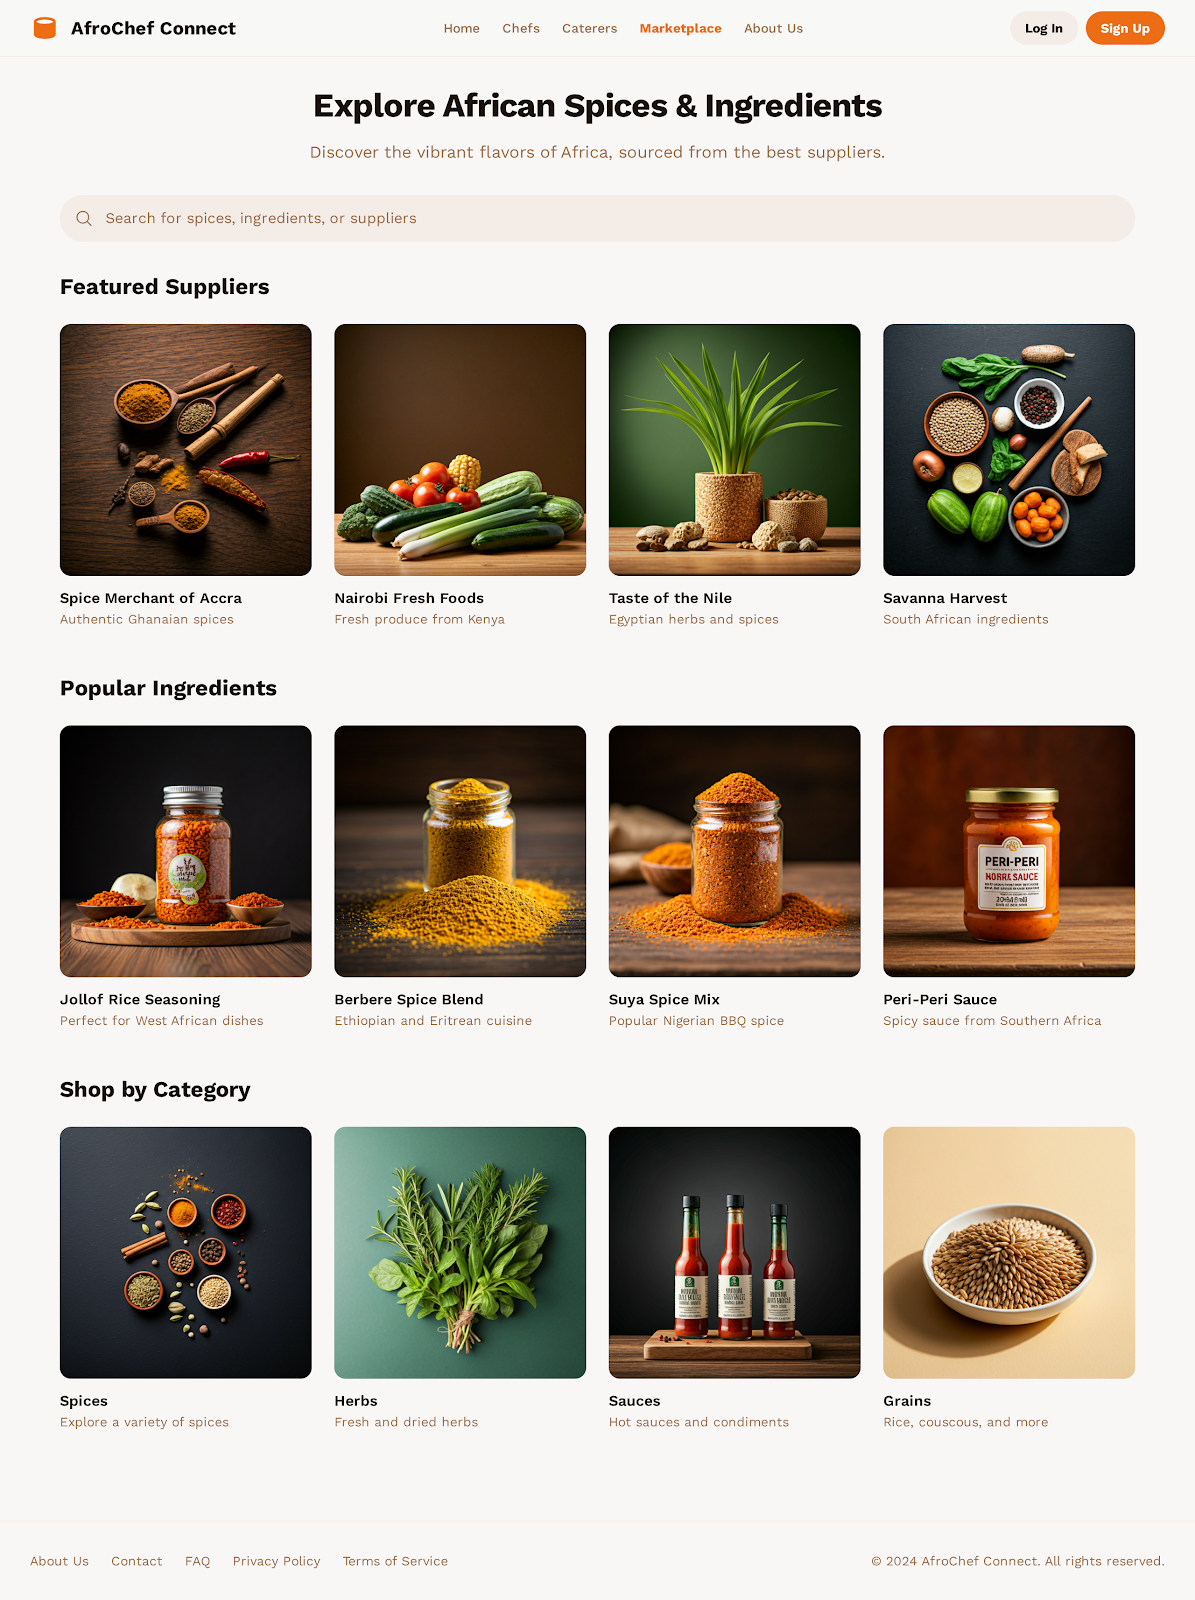 AfroChef Connect
Home Chefs Caterers Marketplace About Us
Log In Sign Up
Explore African Spices & Ingredients
Discover the vibrant flavors of Africa, sourced from the best suppliers.
Search for spices, ingredients, or suppliers
Featured Suppliers
Spice Merchant of Accra
Authentic Ghanaian spices
Nairobi Fresh Foods
Fresh produce from Kenya
Taste of the Nile
Egyptian herbs and spices
Savanna Harvest
South African ingredients
Popular Ingredients
PERI-PERI
SAUCE
Jollof Rice Seasoning
Perfect for West African dishes
Berbere Spice Blend
Ethiopian and Eritrean cuisine
Suya Spice Mix
Popular Nigerian BBQ spice
Peri-Peri Sauce
Spicy sauce from Southern Africa
Shop by Category
Spices
Explore a variety of spices
Herbs
Fresh and dried herbs
Sauces
Hot sauces and condiments
Grains
Rice, couscous, and more
About Us Contact FAQ Privacy Policy Terms of Service
© 2024 AfroChef Connect. All rights reserved.